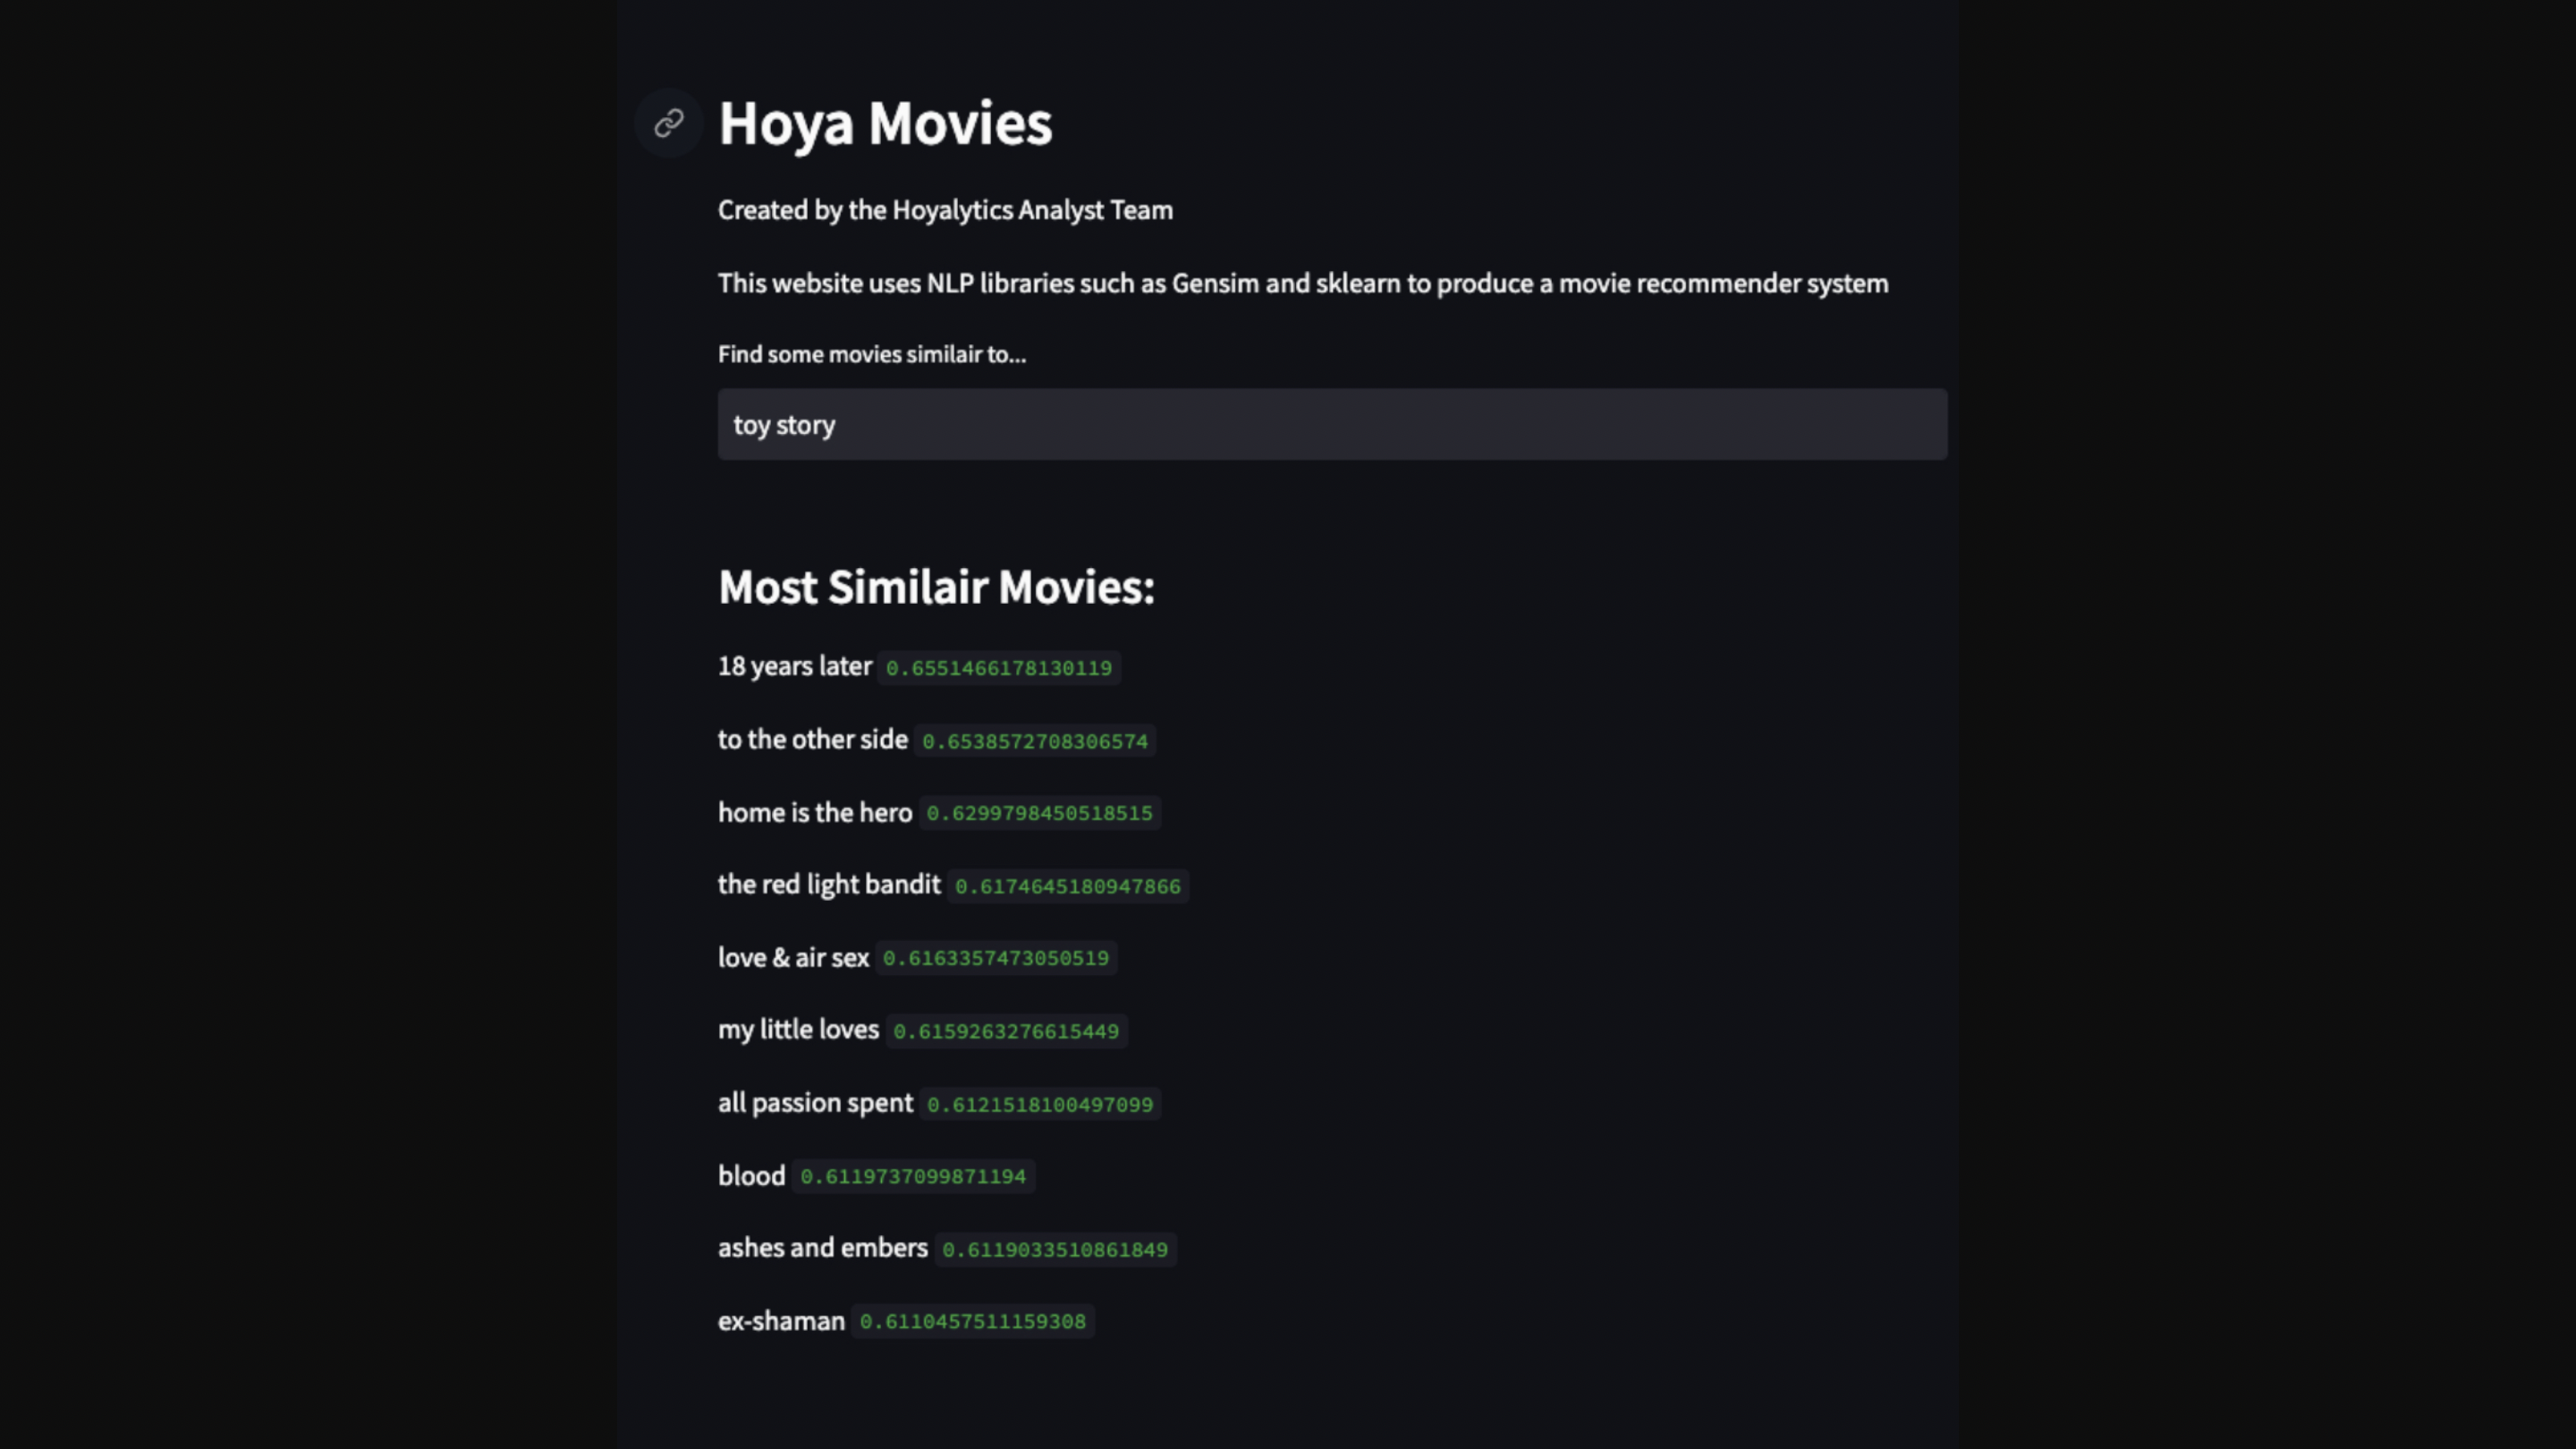 Hoya Movies
Created by the Hoyalytics Analyst Team
This website uses NLP libraries such as Gensim and sklearn to produce a movie recommender system
Find some movies similair to...
toy story
Most Similair Movies:
18 years later 0.6551466178130119
to the other side 0.6538572708306574
home is the hero 0.6299798450518515
the red light bandit 0.6174645180947866
love & air sex 0.6163357473050519
my little loves 0.6159263276615449
all passion spent 0.6121518100497099
blood 0.6119737099871194
ashes and embers 0.6119033510861849
ex-shaman 0.6110457511159308